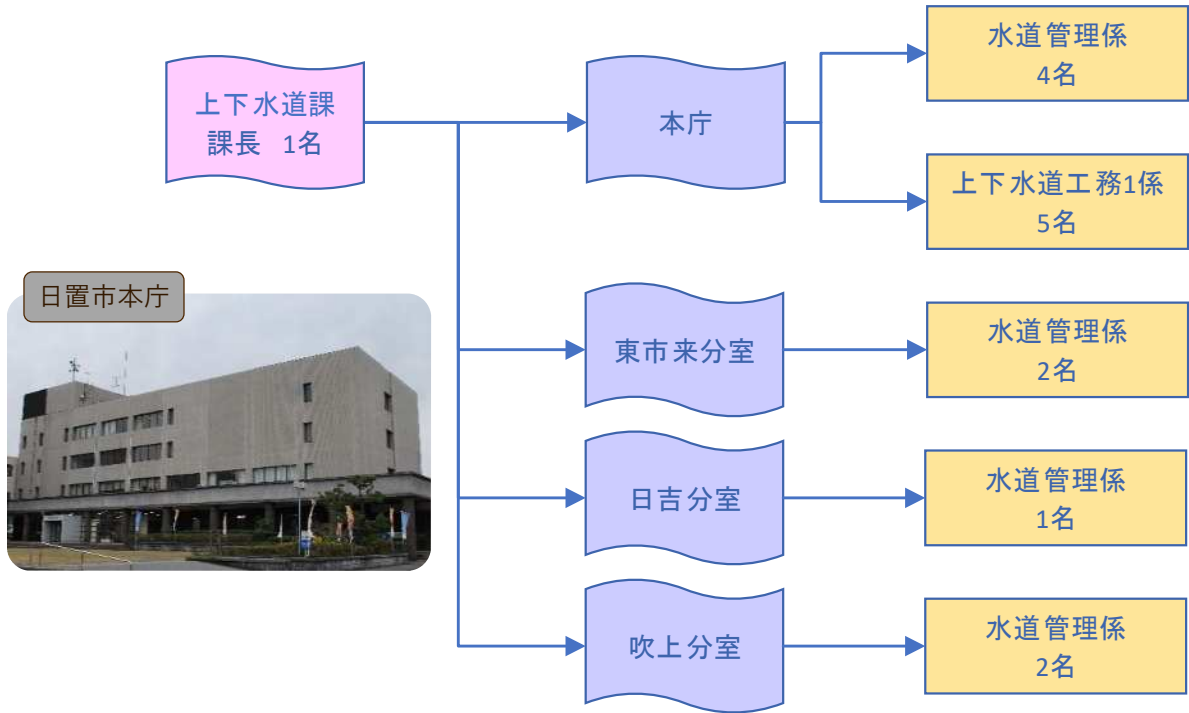 上下水道課
課長 1名
本庁
水道管理係
4名
上下水道工務1係
5名
日置市本庁
東市来分室
水道管理係
2名
日吉分室
水道管理係
1名
吹上分室
水道管理係
2名